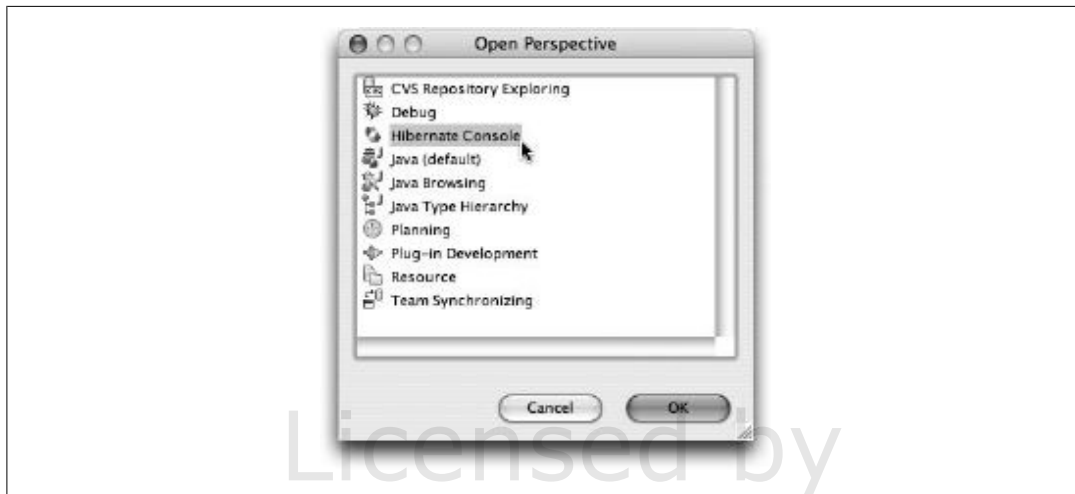 Open Perspective
CVS Repository Exploring
Debug
Hibernate Console
Java (default)
Java Browsing
Java Type Hierarchy
Planning
Plug-in Development
Resource
Team Synchronizing
Cancel
OK
Licensed by